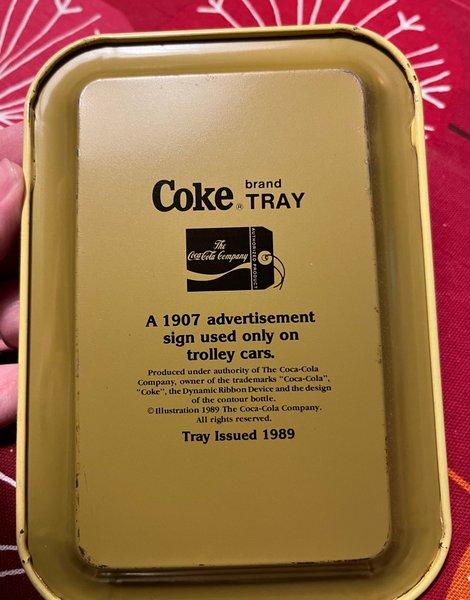 Coke® brand TRAY
The
Coca-Cola Company
AUTHORIZED PRODUCT
A 1907 advertisement
sign used only on
trolley cars.
Produced under authority of The Coca-Cola
Company, owner of the trademarks "Coca-Cola",
"Coke", the Dynamic Ribbon Device and the design
of the contour bottle.
© Illustration 1989 The Coca-Cola Company.
All rights reserved.
Tray Issued 1989